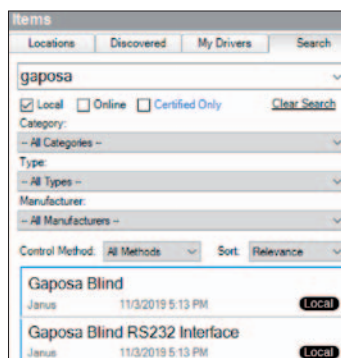 Items
Locations Discovered My Drivers Search
gaposa
Local Online Certified Only Clear Search
Category:
-- All Categories --
Type:
-- All Types --
Manufacturer:
-- All Manufacturers --
Control Method: All Methods Sort: Relevance
Gaposa Blind
Janus 11/3/2019 5:13 PM Local
Gaposa Blind RS232 Interface
Janus 11/3/2019 5:13 PM Local